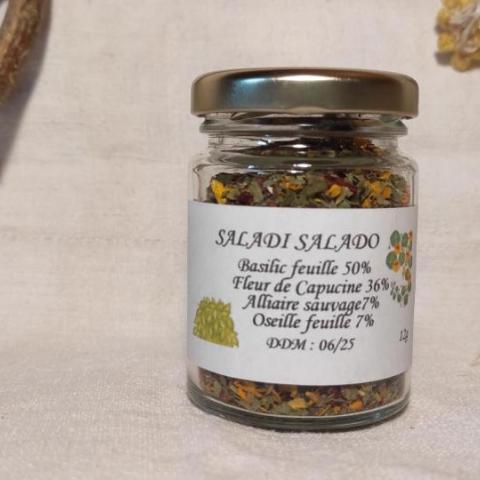 SALADI SALADO
Basilic feuille 50%
Fleur de Capucine 36%
Alliaire sauvage7%
Oseille feuille 7%
DDM : 06/25
12g